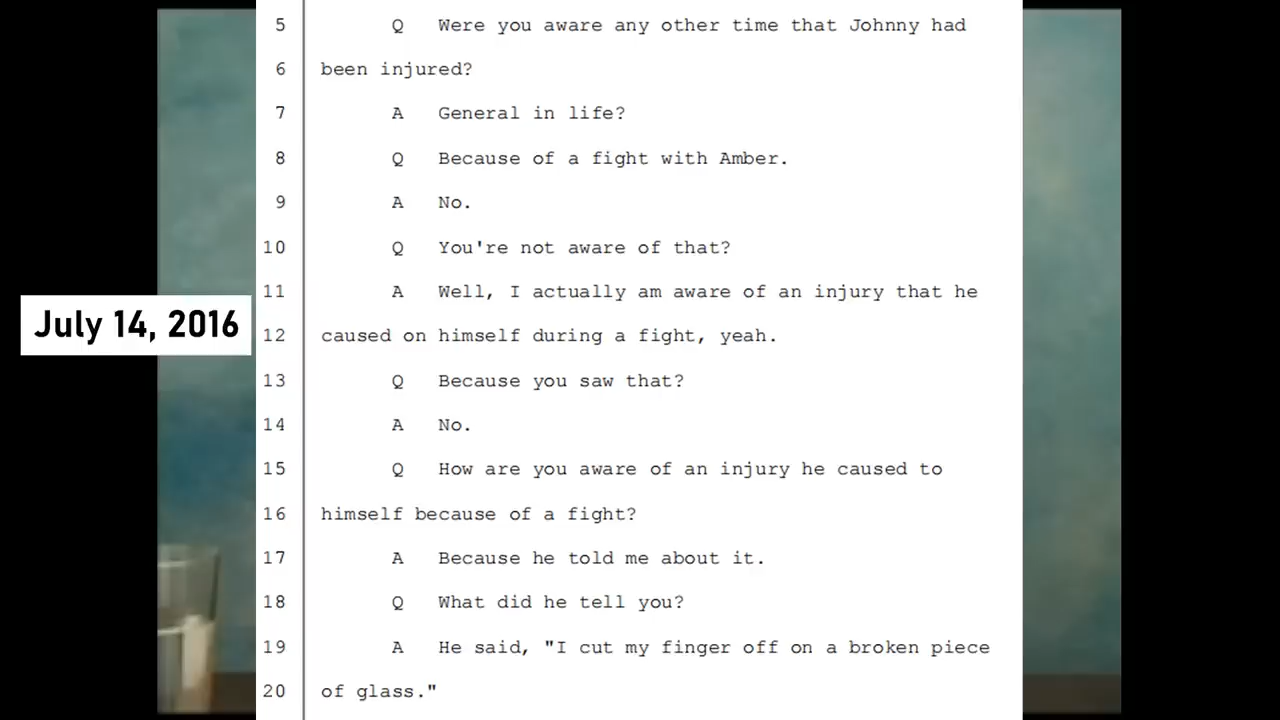 5 Q Were you aware any other time that Johnny had
6 been injured?
7 A General in life?
8 Q Because of a fight with Amber.
9 A No.
10 Q You're not aware of that?
11 A Well, I actually am aware of an injury that he
July 14, 2016
12 caused on himself during a fight, yeah.
13 Q Because you saw that?
14 A No.
15 Q How are you aware of an injury he caused to
16 himself because of a fight?
17 A Because he told me about it.
18 Q What did he tell you?
19 A He said, "I cut my finger off on a broken piece
20 of glass."